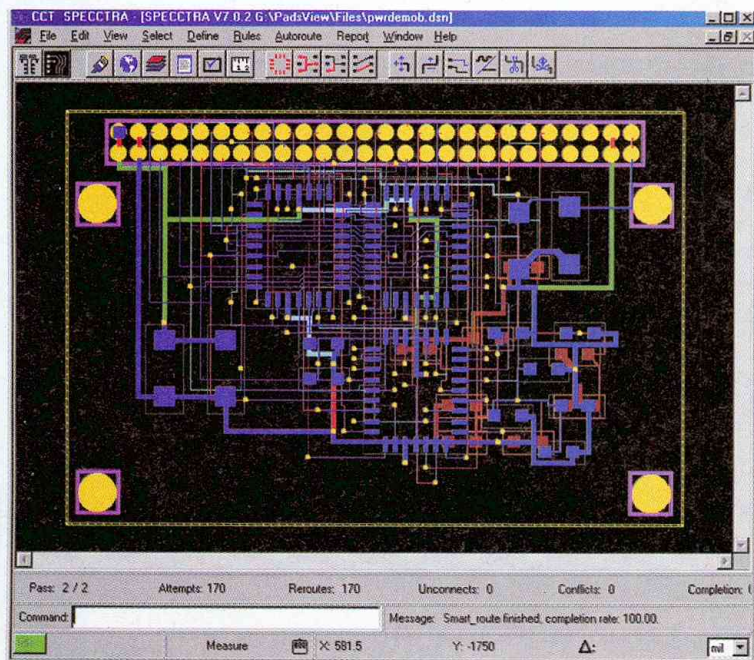 CCT SPECCTRA - [SPECCTRA V7.0.2 G:\PadsView\Files\pwrdemob.dsn]
File Edit View Select Define Rules Autoroute Report Window Help
Pass: 2 / 2 Attempts: 170 Reroutes: 170 Unconnects: 0 Conflicts: 0 Completion:
Command: Message: Smart_route finished, completion rate: 100.00.
Measure X: 581.5 Y: -1750 Δ: mil